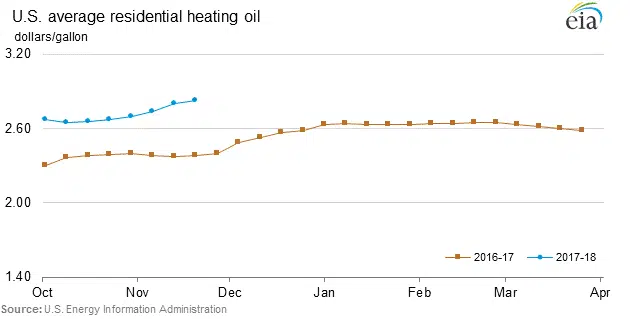 U.S. average residential heating oil
dollars/gallon
eia
3.20
2.60
2.00
1.40
Oct Nov Dec Jan Feb Mar Apr
2016-17 2017-18
Source: U.S. Energy Information Administration